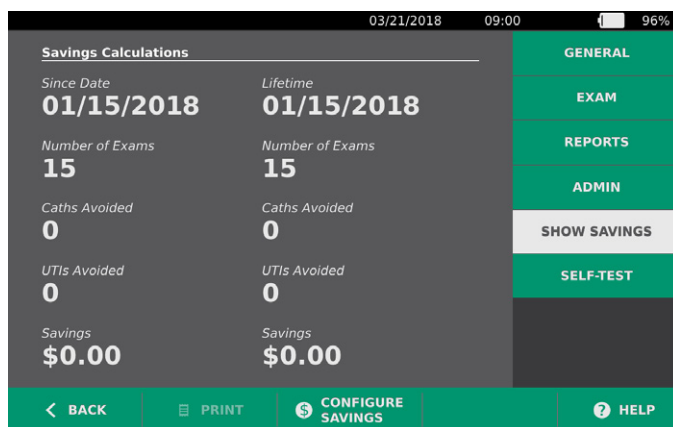 03/21/2018 09:00 96%
Savings Calculations
Since Date
01/15/2018
Number of Exams
15
Caths Avoided
0
UTIs Avoided
0
Savings
$0.00
Lifetime
01/15/2018
Number of Exams
15
Caths Avoided
0
UTIs Avoided
0
Savings
$0.00
GENERAL
EXAM
REPORTS
ADMIN
SHOW SAVINGS
SELF-TEST
BACK
PRINT
$ CONFIGURE
SAVINGS
? HELP